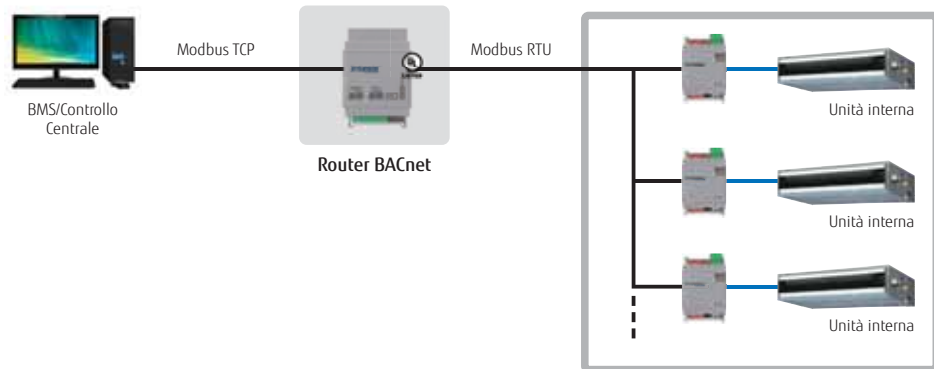 Modbus TCP
Modbus RTU
BMS/Controllo
Centrale
Router BACnet
Unità interna
Unità interna
Unità interna